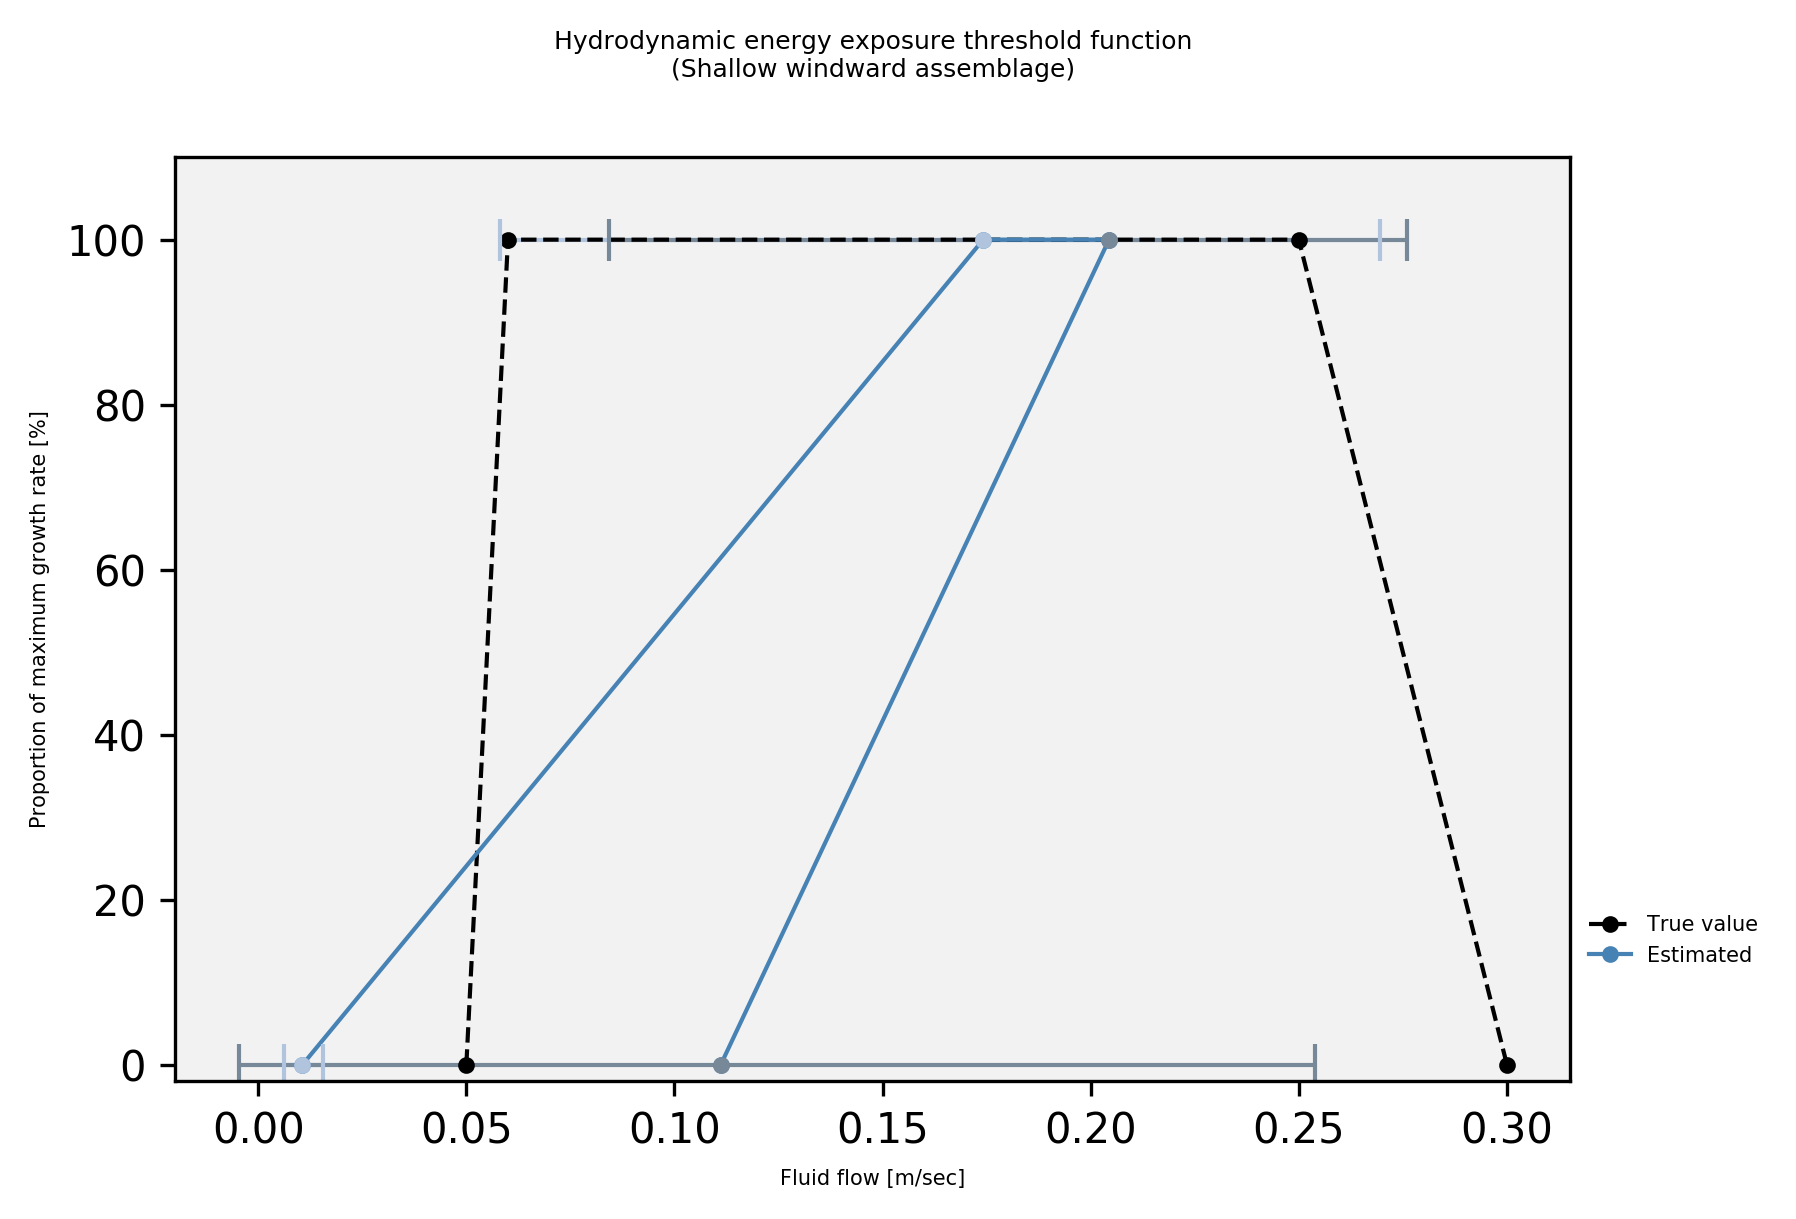 Hydrodynamic energy exposure threshold function
(Shallow windward assemblage)
100
80
60
40
20
0
Proportion of maximum growth rate [%]
0.00 0.05 0.10 0.15 0.20 0.25 0.30
Fluid flow [m/sec]
True value
Estimated